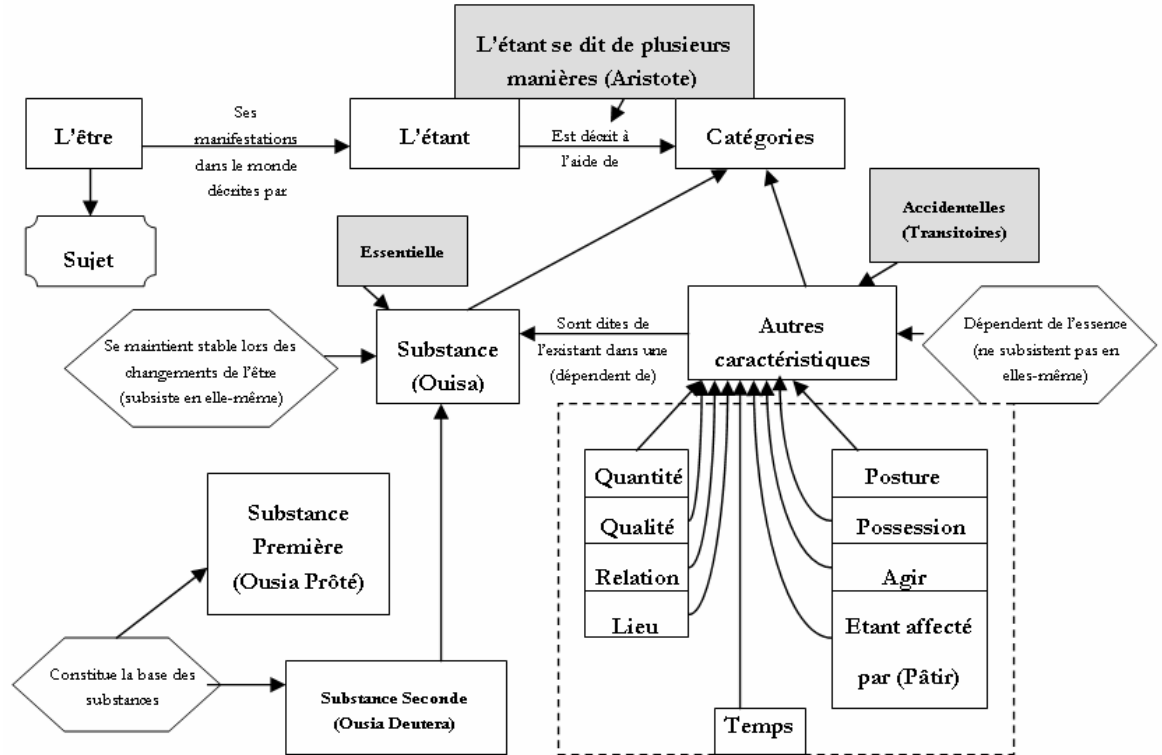 L'étant se dit de plusieurs
manières (Aristote)
L'être
Ses
manifestations
dans le monde
décrites par
L'étant
Est décrit à
l'aide de
Catégories
Sujet
Essentielle
Accidentelles
(Transitoires)
Se maintient stable lors des
changements de l'être
(subsiste en elle-même)
Substance
(Ouisa)
Sont dites de
l'existant dans une
(dépendent de)
Autres
caractéristiques
Dépendent de l'essence
(ne subsistent pas en
elles-même)
Substance
Première
(Ousia Prôté)
Quantité
Qualité
Relation
Lieu
Posture
Possession
Agir
Etant affecté
par (Pâtir)
Constitue la base des
substances
Substance Seconde
(Ousia Deutera)
Temps